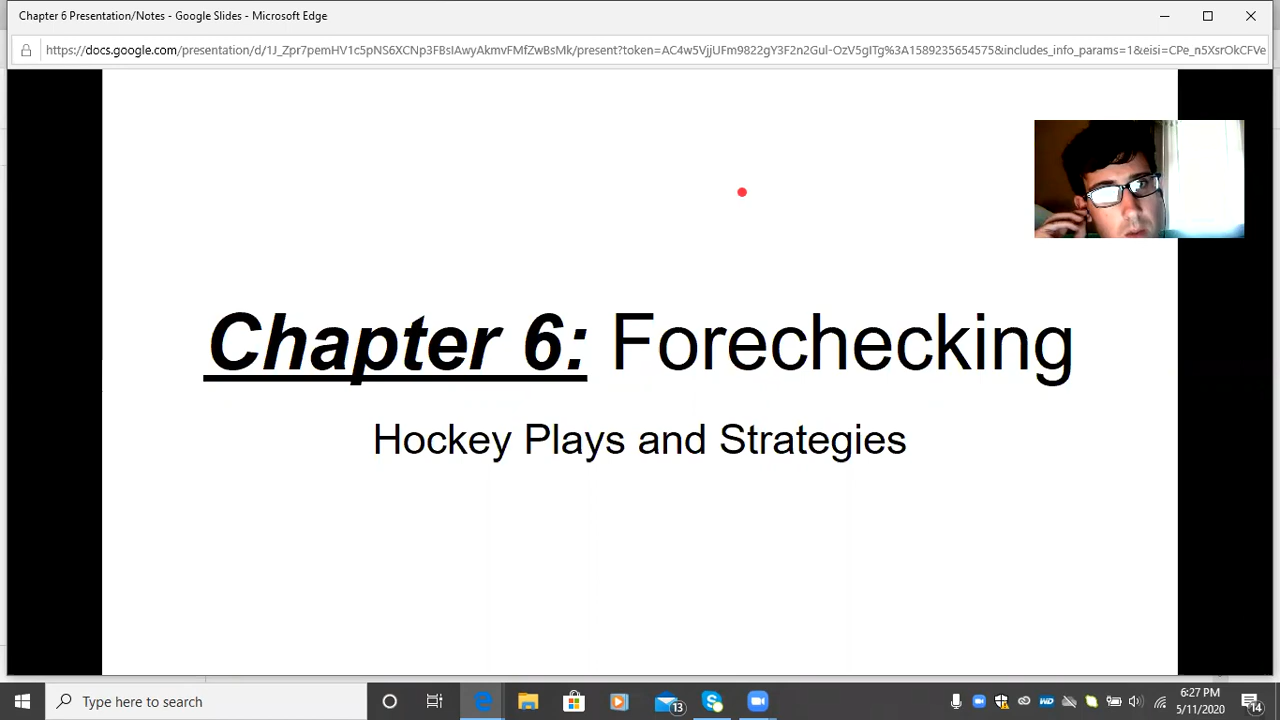 Chapter 6 Presentation/Notes - Google Slides - Microsoft Edge
https://docs.google.com/presentation/d/1J_Zpr7pemHV1c5pNS6XCNp3FBsIAwyAkmvFMfZwBsMk/present?token=AC4w5VjjUFm9822gY3F2n2Gul-OzV5gITg%3A1589235654575&includes_info_params=1&eisi=CPe_n5XsrOkCFVe
Chapter 6: Forechecking
Hockey Plays and Strategies
Type here to search
13
WD
6:27 PM
5/11/2020
14